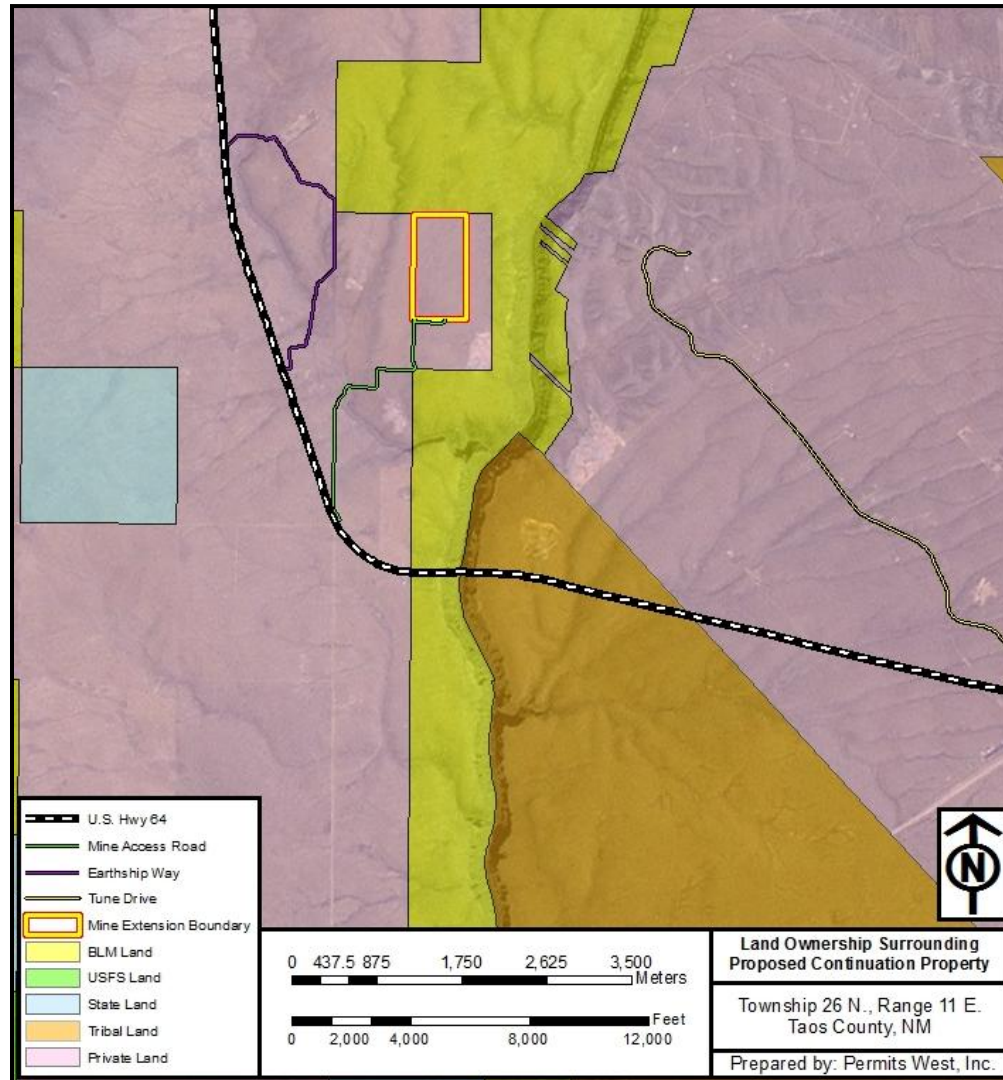 U.S. Hwy 64
Mine Access Road
Earthship Way
Tune Drive
Mine Extension Boundary
BLM Land
USFS Land
State Land
Tribal Land
Private Land
0 437.5 875 1,750 2,625 3,500
Meters
Feet
0 2,000 4,000 8,000 12,000
N
Land Ownership Surrounding
Proposed Continuation Property
Township 26 N., Range 11 E.
Taos County, NM
Prepared by: Permits West, Inc.